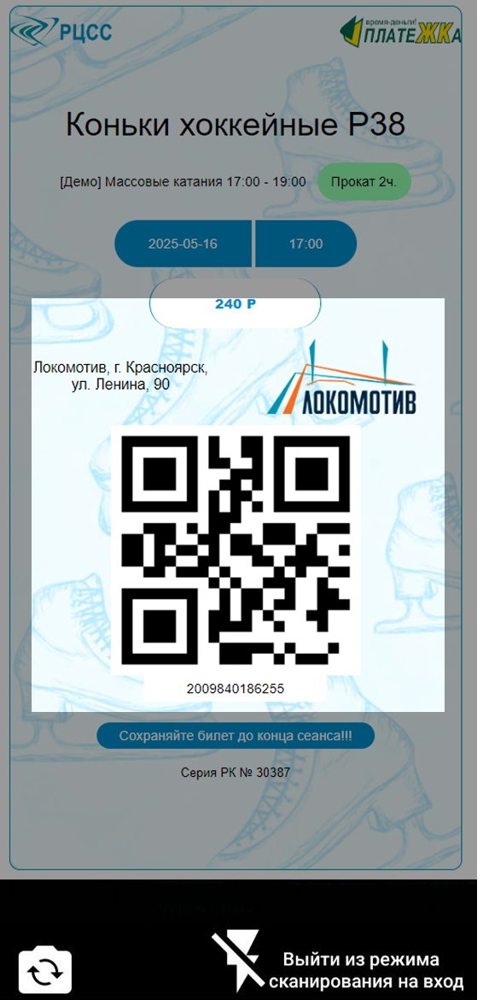 РЦСС
время-деньги!
ПЛАТЕЖКА
Коньки хоккейные Р38
[Демо] Массовые катания 17:00 - 19:00
Прокат 2ч.
2025-05-16
17:00
240 Р
Локомотив, г. Красноярск,
ул. Ленина, 90
ЛОКОМОТИВ
2009840186255
Сохраняйте билет до конца сеанса!!!
Серия РК № 30387
Выйти из режима
сканирования на вход